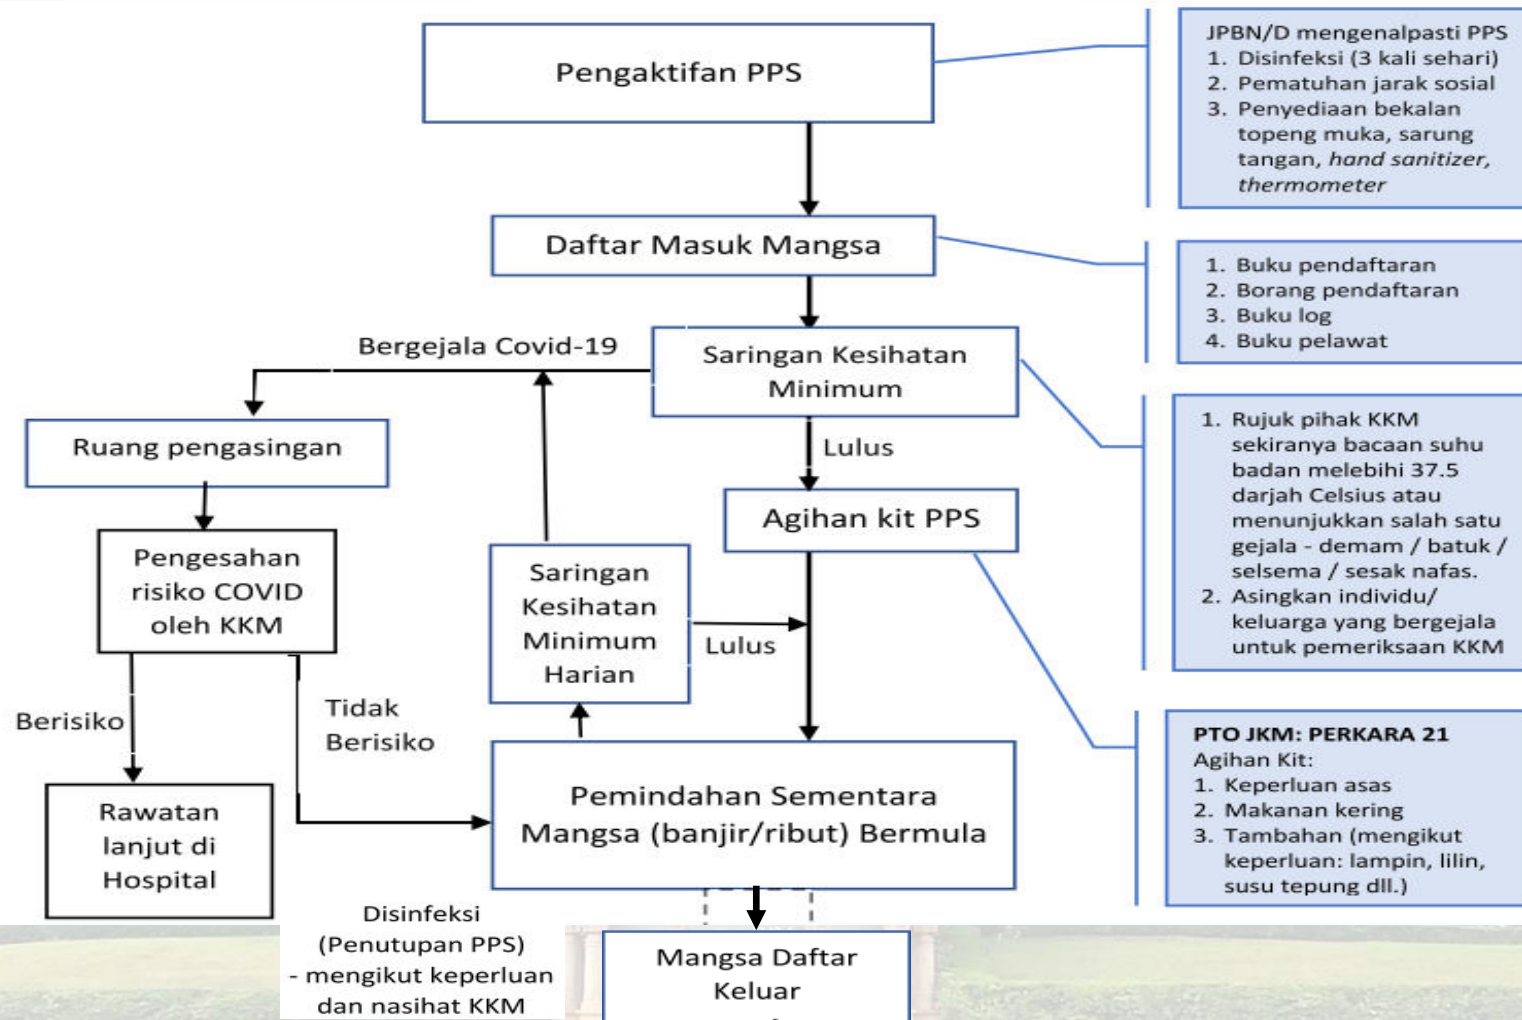 Pengaktifan PPS
JPBN/D mengenalpasti PPS
1. Disinfeksi (3 kali sehari)
2. Pematuhan jarak sosial
3. Penyediaan bekalan
topeng muka, sarung
tangan, hand sanitizer,
thermometer
Daftar Masuk Mangsa
1. Buku pendaftaran
2. Borang pendaftaran
3. Buku log
4. Buku pelawat
Bergejala Covid-19
Saringan Kesihatan
Minimum
1. Rujuk pihak KKM
sekiranya bacaan suhu
badan melebihi 37.5
darjah Celsius atau
menunjukkan salah satu
gejala - demam / batuk /
selsema / sesak nafas.
2. Asingkan individu/
keluarga yang bergejala
untuk pemeriksaan KKM
Ruang pengasingan
Lulus
Agihan kit PPS
Pengesahan
risiko COVID
oleh KKM
Saringan
Kesihatan
Minimum
Harian
Lulus
Berisiko
Tidak
Berisiko
PTO JKM: PERKARA 21
Agihan Kit:
1. Keperluan asas
2. Makanan kering
3. Tambahan (mengikut
keperluan: lampin, lilin,
susu tepung dll.)
Rawatan
lanjut di
Hospital
Pemindahan Sementara
Mangsa (banjir/ribut) Bermula
Disinfeksi
(Penutupan PPS)
- mengikut keperluan
dan nasihat KKM
Mangsa Daftar
Keluar